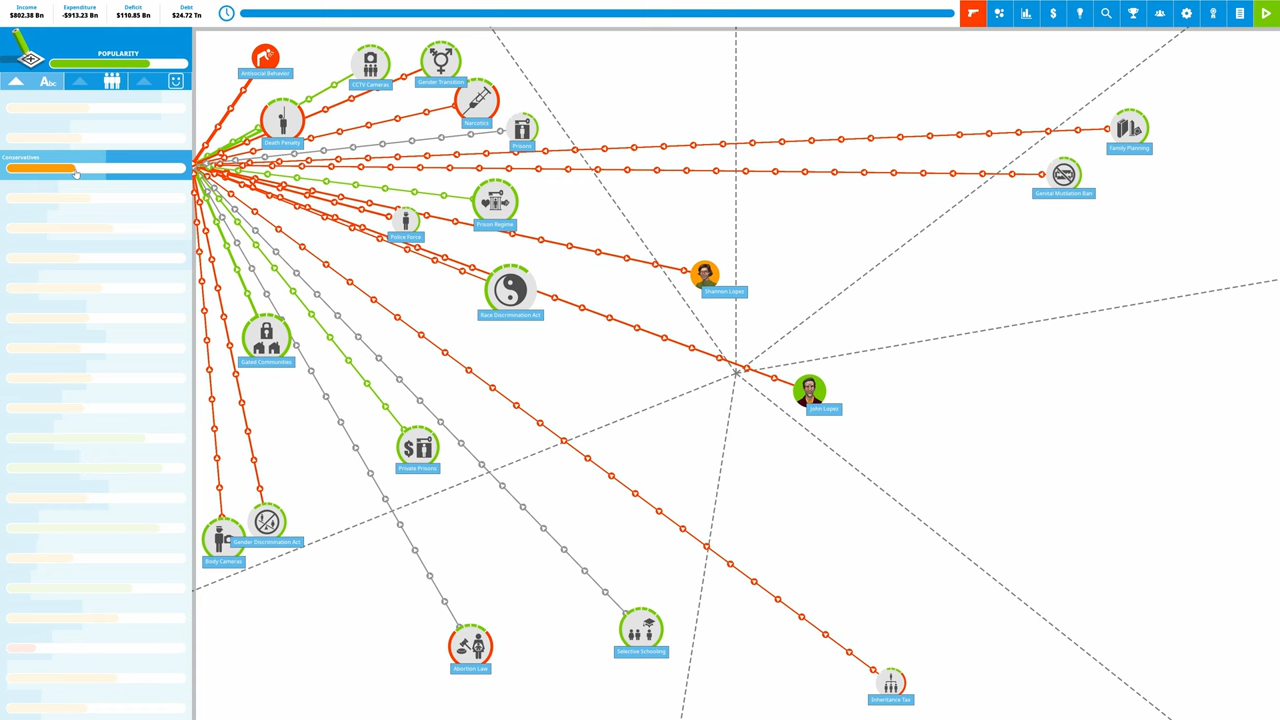 Income
Expenditure
Deficit
Debt
$802.38 Bn
-$913.23 Bn
$110.85 Bn
$24.72 Tn
POPULARITY
ABC
Conservatives
Antisocial Behavior
CCTV Cameras
Gender Transition
Narcotics
Death Penalty
Prisons
Family Planning
Genital Mutilation Ban
Prison Regime
Police Force
Shannon Lopez
Race Discrimination Act
Gated Communities
John Lopez
Private Prisons
Gender Discrimination Act
Body Cameras
Selective Schooling
Abortion Law
Inheritance Tax